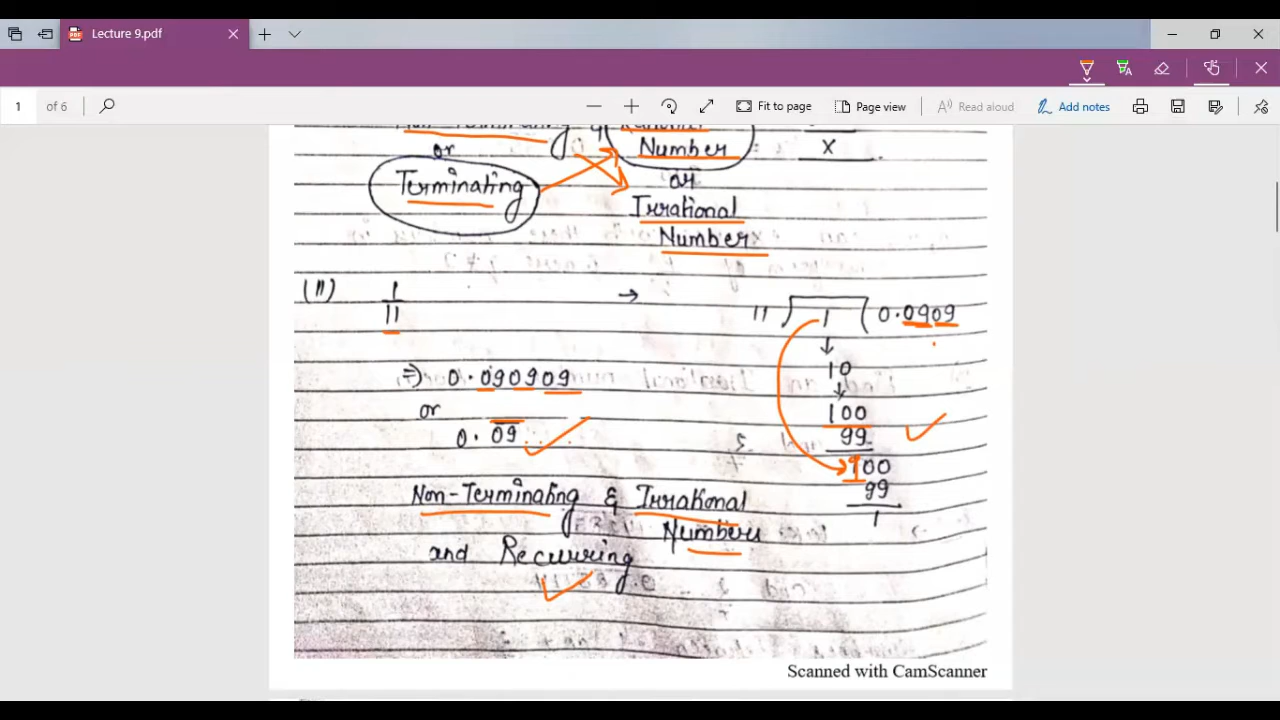 Lecture 9.pdf
1 of 6
Fit to page
Page view
Read aloud
Add notes
or
Number
X
Terminating
or
Irrational
Number
(11) 1/11 → 11 1 0.0909
10
⇒ 0.090909
100
or
99
0.09
100
99
Non-Terminating & Irrational
1
Numbers
and Recurring
Scanned with CamScanner